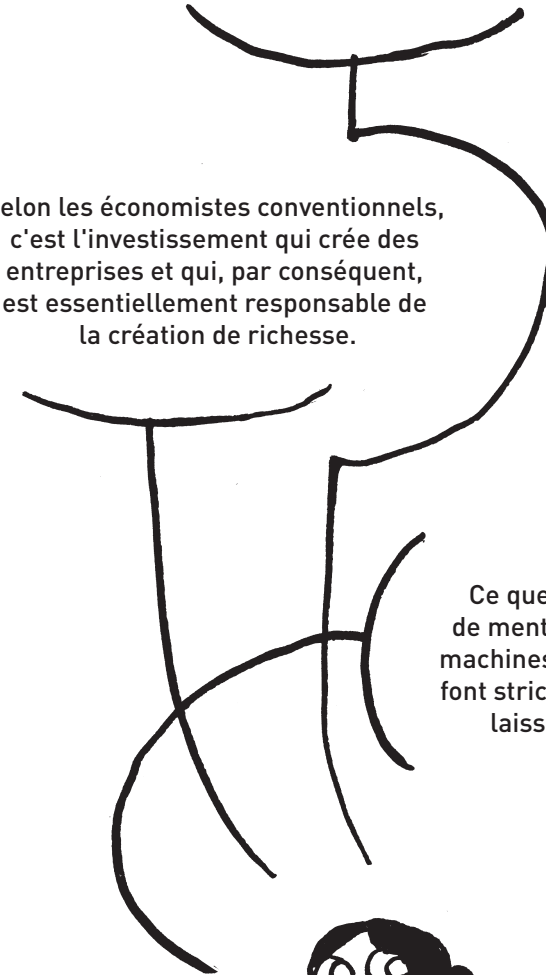 elon les économistes conventionnels,
c'est l'investissement qui crée des
entreprises et qui, par conséquent,
est essentiellement responsable de
la création de richesse.
Ce que
de ment
machines
font stric
laiss